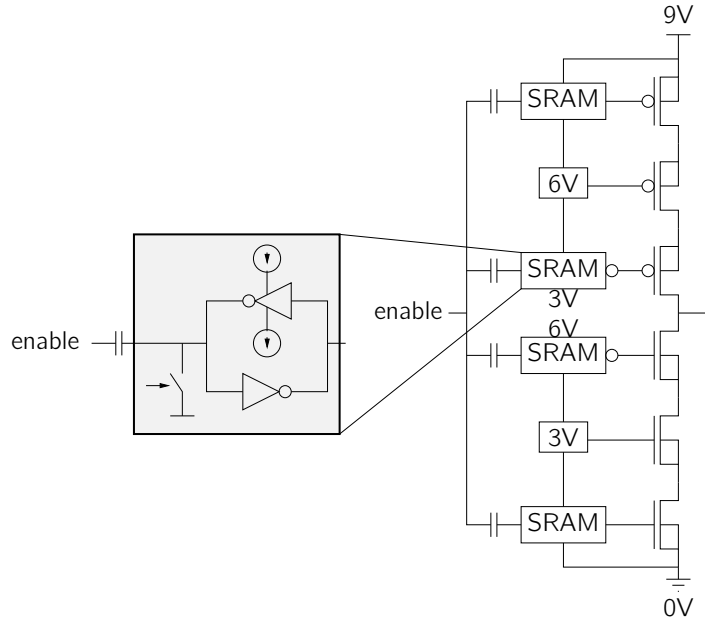 9V
SRAM
6V
SRAM
3V
enable
enable
6V
SRAM
3V
SRAM
0V